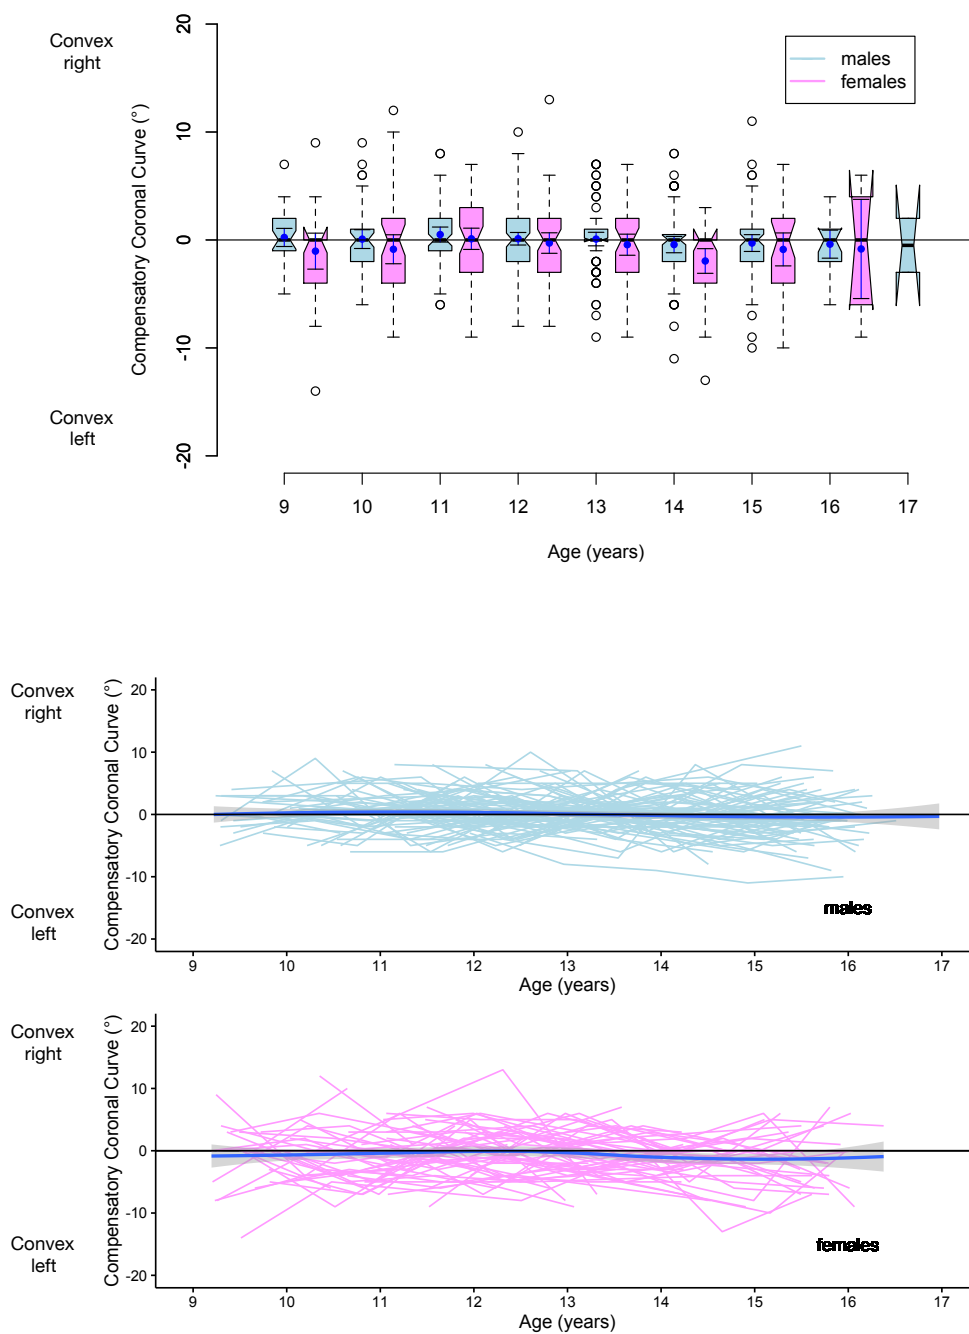 Convex
right
Convex
left
Compensatory Coronal Curve (°)
20
10
0
-10
-20
males
females
9 10 11 12 13 14 15 16 17
Age (years)
Convex
right
Convex
left
Compensatory Coronal Curve (°)
20
10
0
-10
-20
males
9 10 11 12 13 14 15 16 17
Age (years)
Convex
right
Convex
left
Compensatory Coronal Curve (°)
20
10
0
-10
-20
females
9 10 11 12 13 14 15 16 17
Age (years)